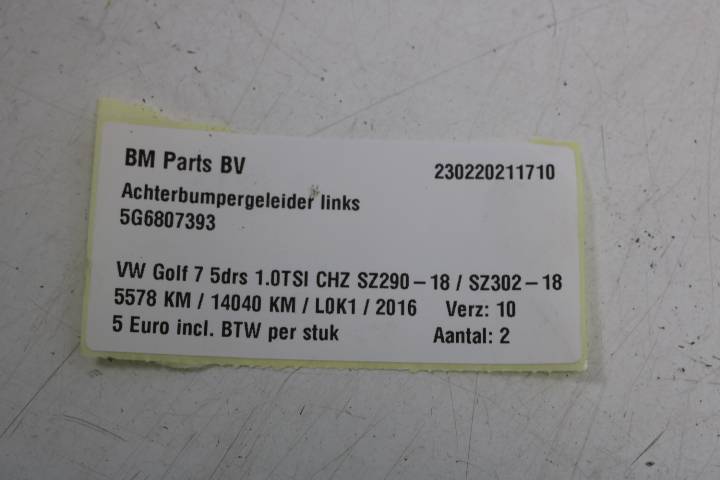 BM Parts BV 230220211710
Achterbumpergeleider links
5G6807393
VW Golf 7 5drs 1.0TSI CHZ SZ290-18 / SZ302-18
5578 KM / 14040 KM / L0K1 / 2016 Verz: 10
5 Euro incl. BTW per stuk Aantal: 2